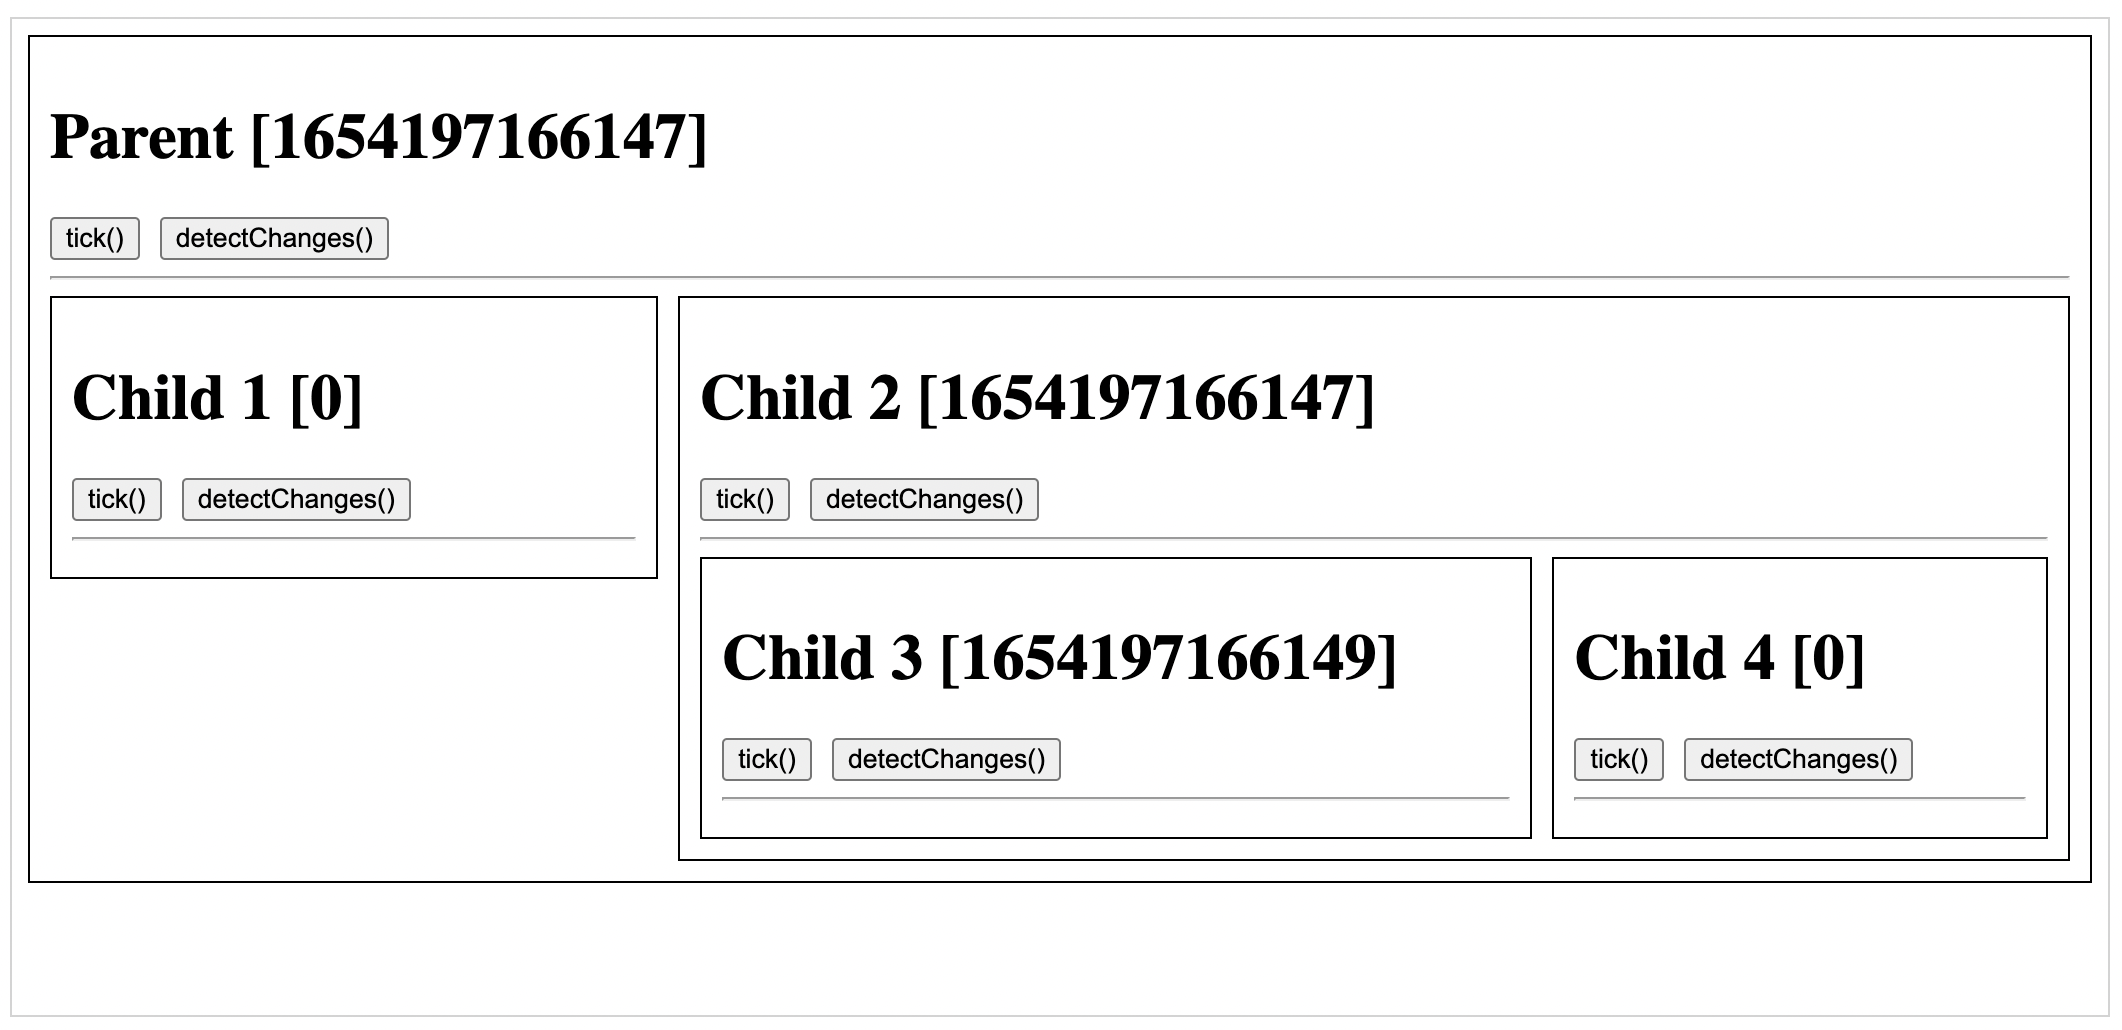 Parent [1654197166147]
tick() detectChanges()
Child 1 [0]
tick() detectChanges()
Child 2 [1654197166147]
tick() detectChanges()
Child 3 [1654197166149]
tick() detectChanges()
Child 4 [0]
tick() detectChanges()